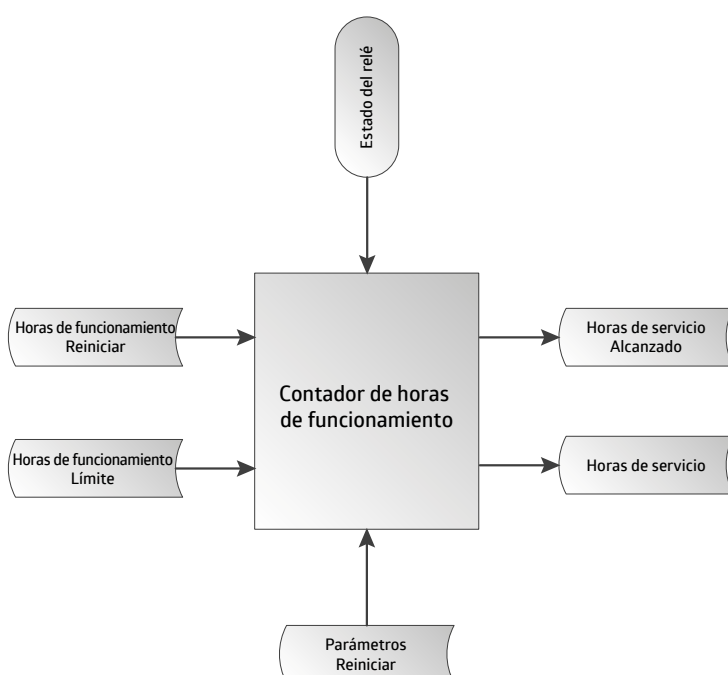 Estado del relé
Horas de funcionamiento
Reiniciar
Horas de servicio
Alcanzado
Contador de horas
de funcionamiento
Horas de funcionamiento
Límite
Horas de servicio
Parámetros
Reiniciar